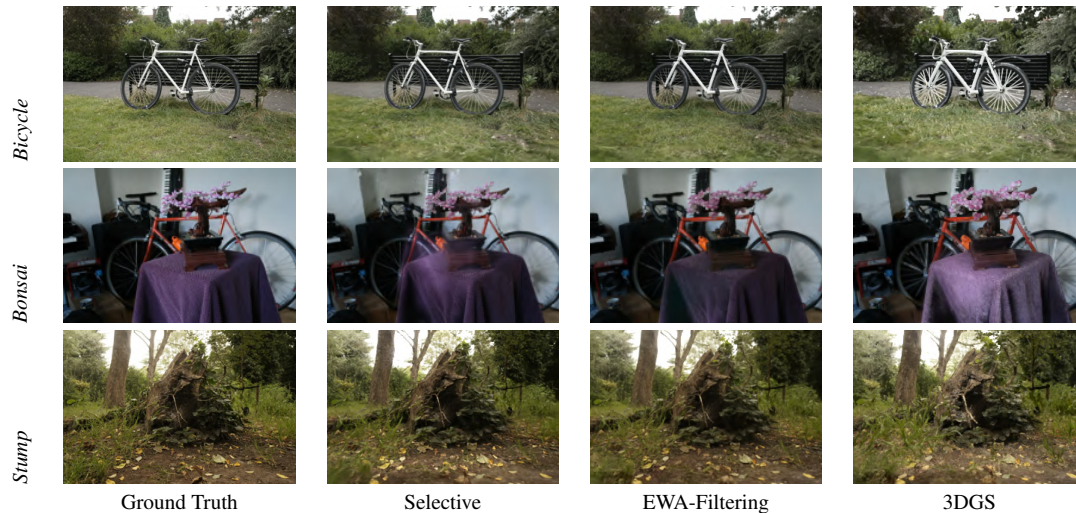 Bicycle
Bonsai
Stump
Ground Truth
Selective
EWA-Filtering
3DGS